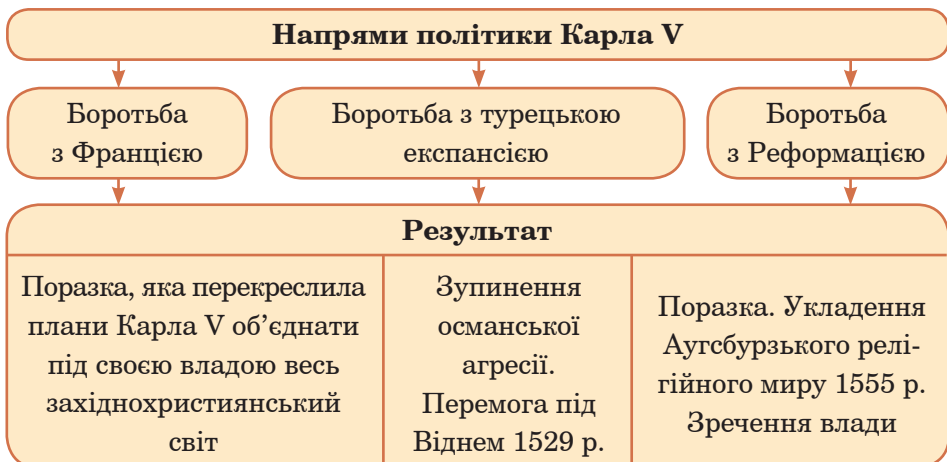 Напрями політики Карла V
Боротьба
з Францією
Боротьба з турецькою
експансією
Боротьба
з Реформацією
Результат
Поразка, яка перекреслила
плани Карла V об’єднати
під своєю владою весь
західнохристиянський
світ
Зупинення
османської
агресії.
Перемога під
Віднем 1529 р.
Поразка. Укладення
Аугсбурзького релі-
гійного миру 1555 р.
Зречення влади